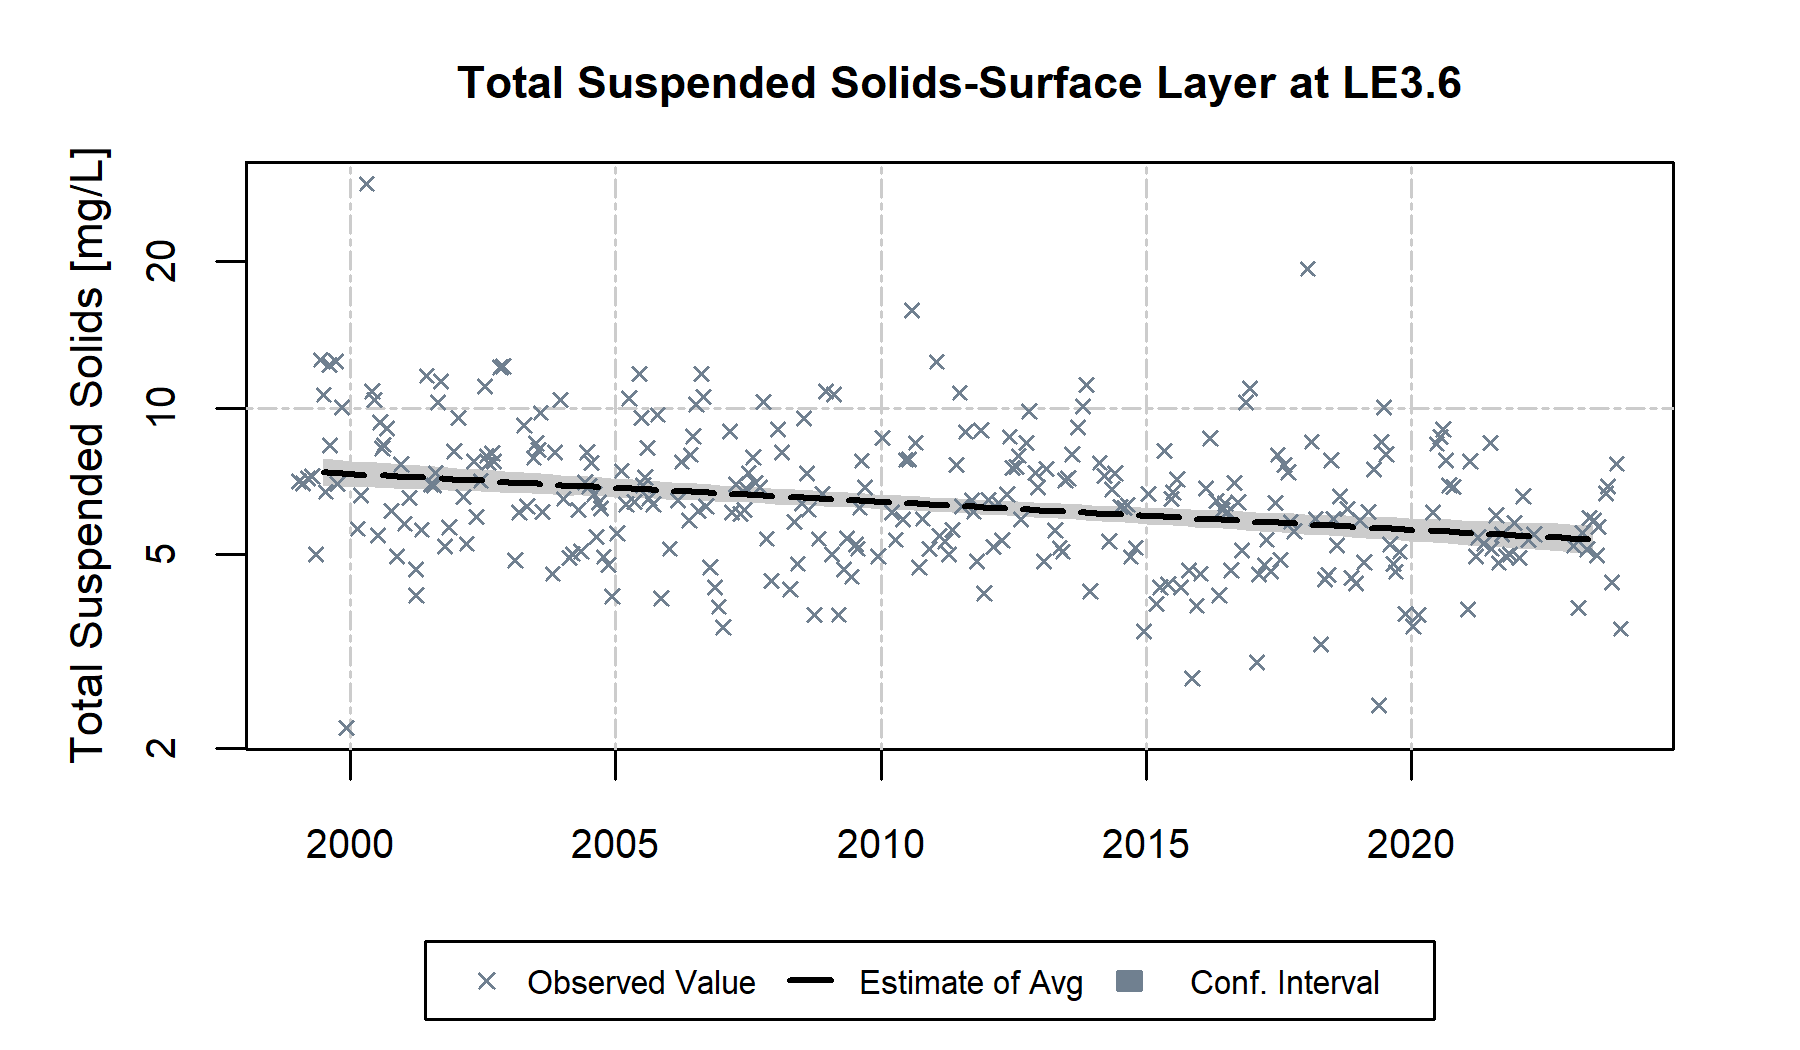 Total Suspended Solids-Surface Layer at LE3.6
Total Suspended Solids [mg/L]
20
10
5
2
2000 2005 2010 2015 2020
Observed Value Estimate of Avg Conf. Interval